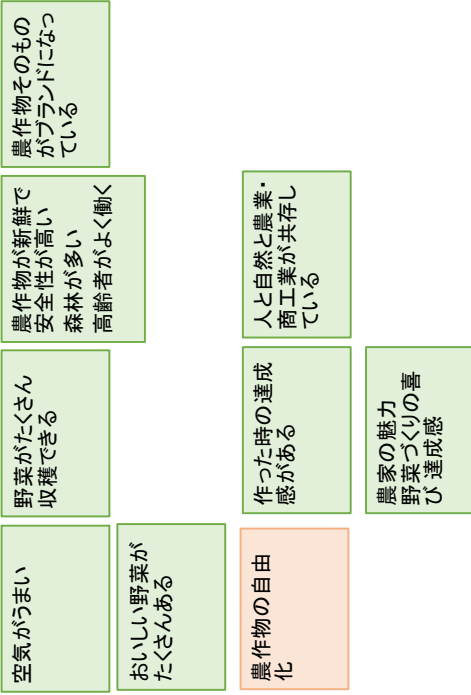 空気がうまい
野菜がたくさん
収穫できる
農作物が新鮮で
安全性が高い
森林が多い
高齢者がよく働く
農作物そのもの
がブランドになっ
ている
おいしい野菜が
たくさんある
農作物の自由
化
作った時の達成
感がある
人と自然と農業・
商工業が共存し
ている
農家の魅力
野菜づくりの喜
び 達成感